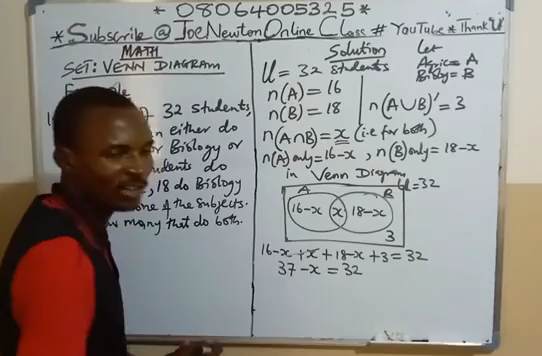 * 08064005325 *
*Subscribe @ JoeNewtonOnline Class # YouTube * Thank U
MATH
SET: VENN DIAGRAM
32 students,
either do
Biology or
do
, 18 do Biology
none of the subjects.
many that do both.
Solution
U = 32 students
n(A) = 16
n(B) = 18
n(A∩B) = x (i.e for both)
n(A) only = 16-x , n(B) only = 18-x
Let
Agric = A
Biology = B
n(A∪B)' = 3
in Venn Diagram
U = 32
A B
16-x x 18-x
3
16-x + x + 18-x + 3 = 32
37 - x = 32